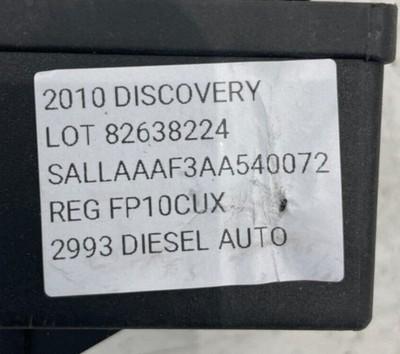 2010 DISCOVERY
LOT 82638224
SALLAAAF3AA540072
REG FP10CUX
2993 DIESEL AUTO